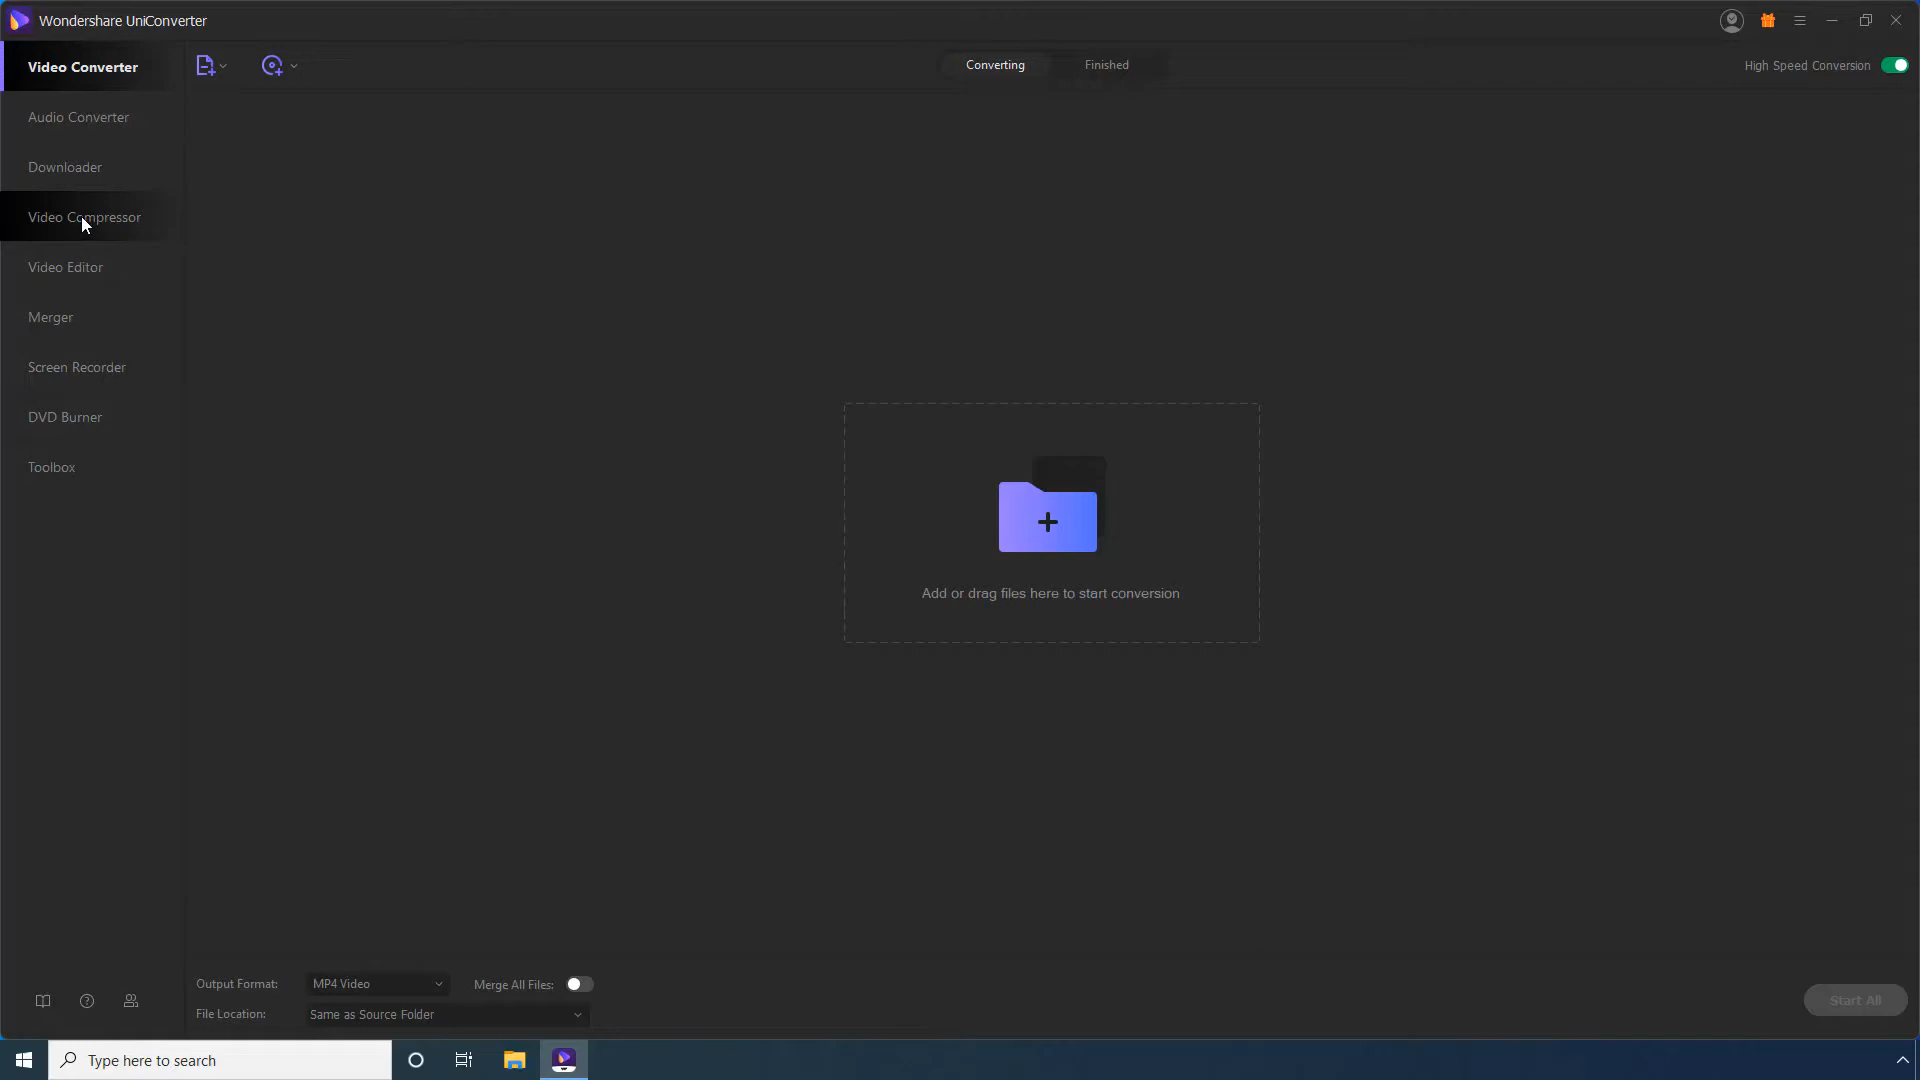 Wondershare UniConverter
Video Converter
Converting
Finished
High Speed Conversion
Audio Converter
Downloader
Video Compressor
Video Editor
Merger
Screen Recorder
DVD Burner
Toolbox
Add or drag files here to start conversion
Output Format:
MP4 Video
Merge All Files:
File Location:
Same as Source Folder
Start All
Type here to search